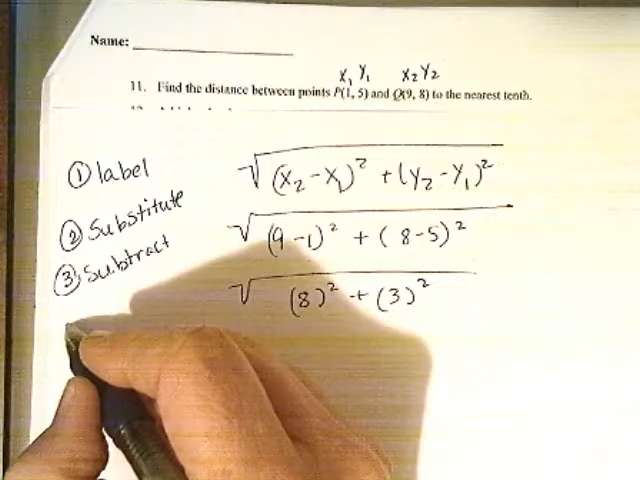 Name: ____________
X₁ Y₁ X₂ Y₂
11. Find the distance between points P(1, 5) and Q(9, 8) to the nearest tenth.
① label
√(X₂ - X₁)² + (Y₂ - Y₁)²
② Substitute
√(9 - 1)² + (8 - 5)²
③ Subtract
√(8)² + (3)²